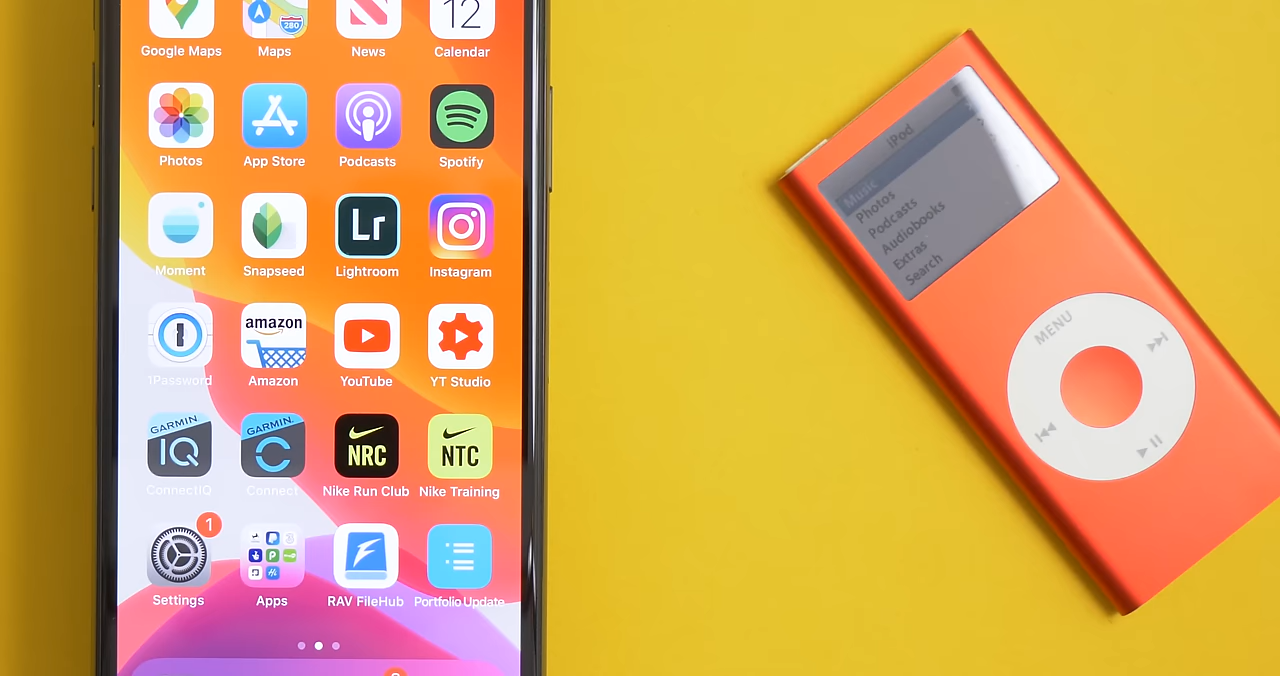 12
280
Google Maps
Maps
News
Calendar
Photos
App Store
Podcasts
Spotify
Moment
Snapseed
Lr
Lightroom
Instagram
1Password
amazon
Amazon
YouTube
YT Studio
GARMIN
IQ
GARMIN
C
NRC
NTC
ConnectIQ
Connect
Nike Run Club
Nike Training
1
Settings
Apps
RAV FileHub
Portfolio Update
iPod
Music
Photos
Podcasts
Audiobooks
Extras
Search
MENU